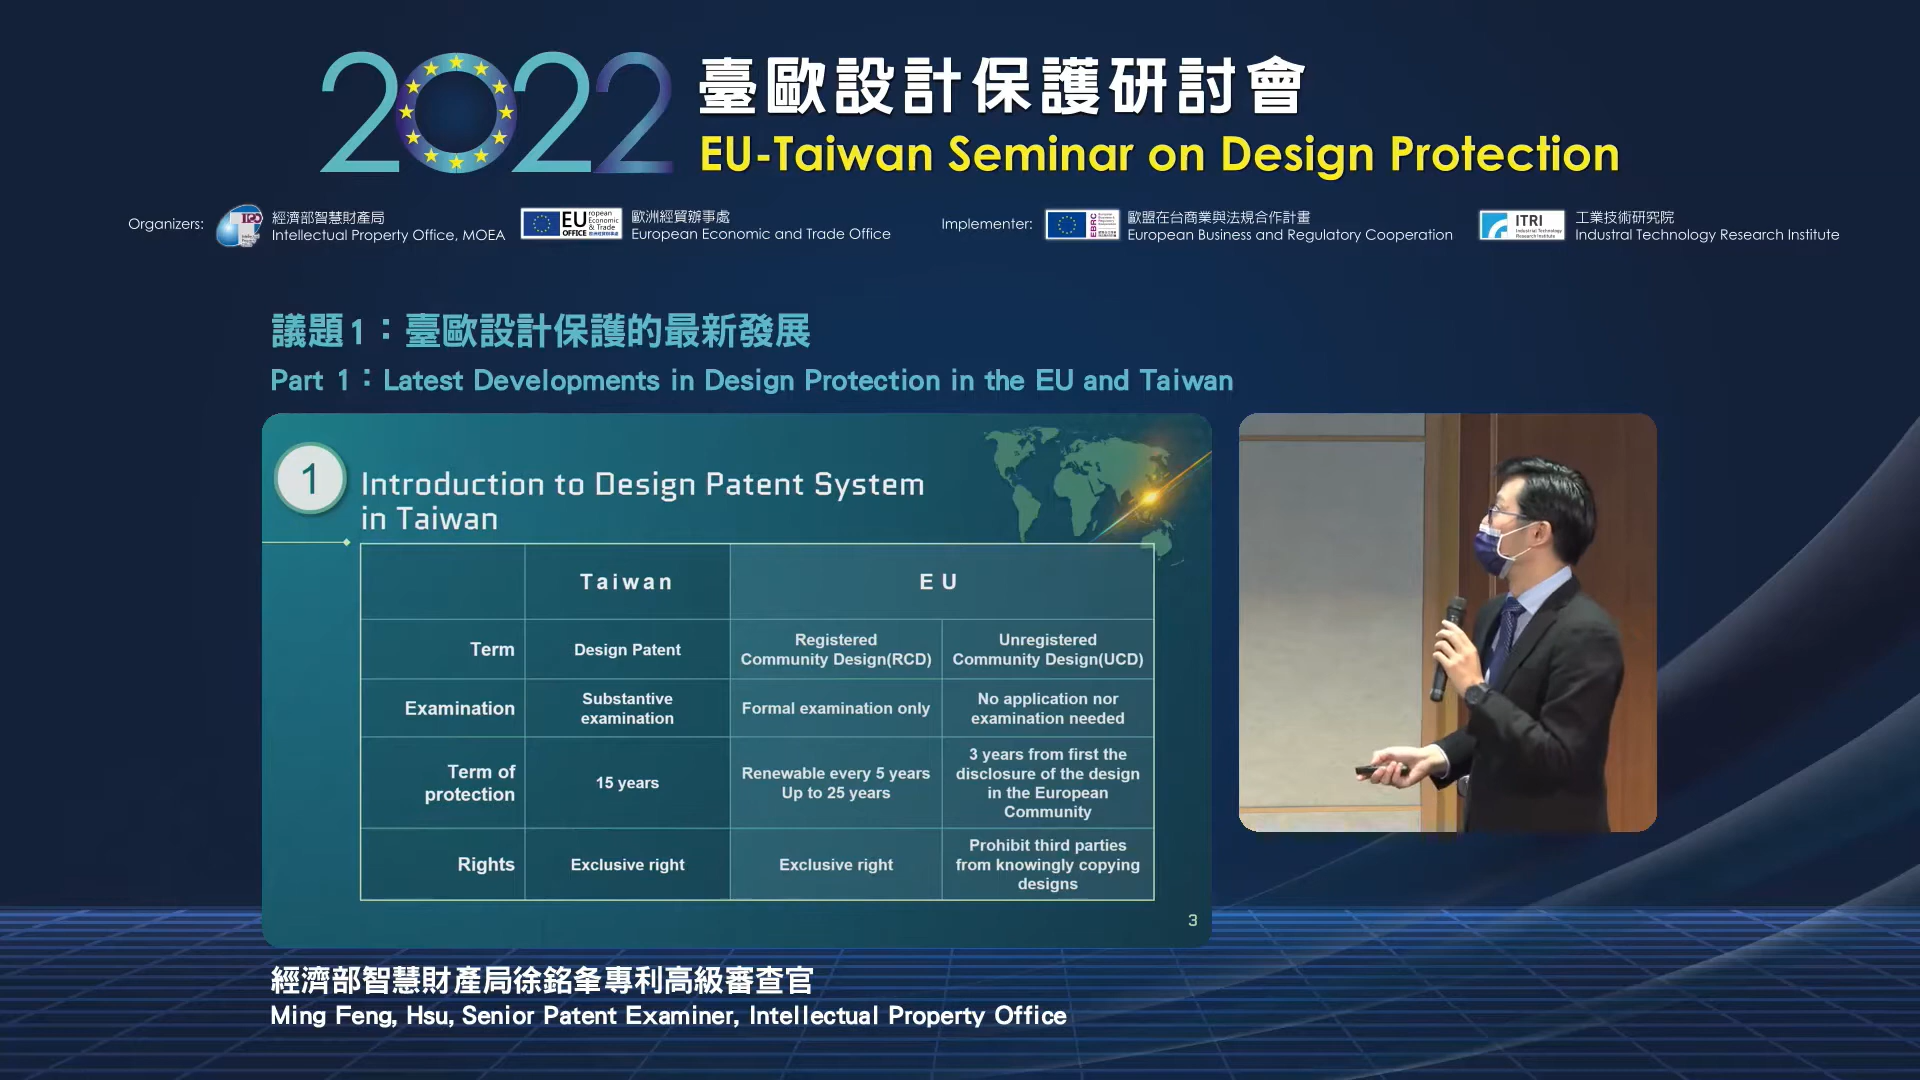 2022
臺歐設計保護研討會
EU-Taiwan Seminar on Design Protection
Organizers:
經濟部智慧財產局
Intellectual Property Office, MOEA
EUropean
Economic
& Trade
OFFICE
歐洲經貿辦事處
European Economic and Trade Office
Implementer:
EBRC
歐盟在台商業與法規合作計畫
European Business and Regulatory Cooperation
ITRI
Industrial Technology
Research Institute
工業技術研究院
Industral Technology Research Institute
議題1：臺歐設計保護的最新發展
Part 1：Latest Developments in Design Protection in the EU and Taiwan
1
Introduction to Design Patent System
in Taiwan
Taiwan
EU
Term
Design Patent
Registered
Community Design(RCD)
Unregistered
Community Design(UCD)
Examination
Substantive
examination
Formal examination only
No application nor
examination needed
Term of
protection
15 years
Renewable every 5 years
Up to 25 years
3 years from first the
disclosure of the design
in the European
Community
Rights
Exclusive right
Exclusive right
Prohibit third parties
from knowingly copying
designs
3
經濟部智慧財產局徐銘夆專利高級審查官
Ming Feng, Hsu, Senior Patent Examiner, Intellectual Property Office